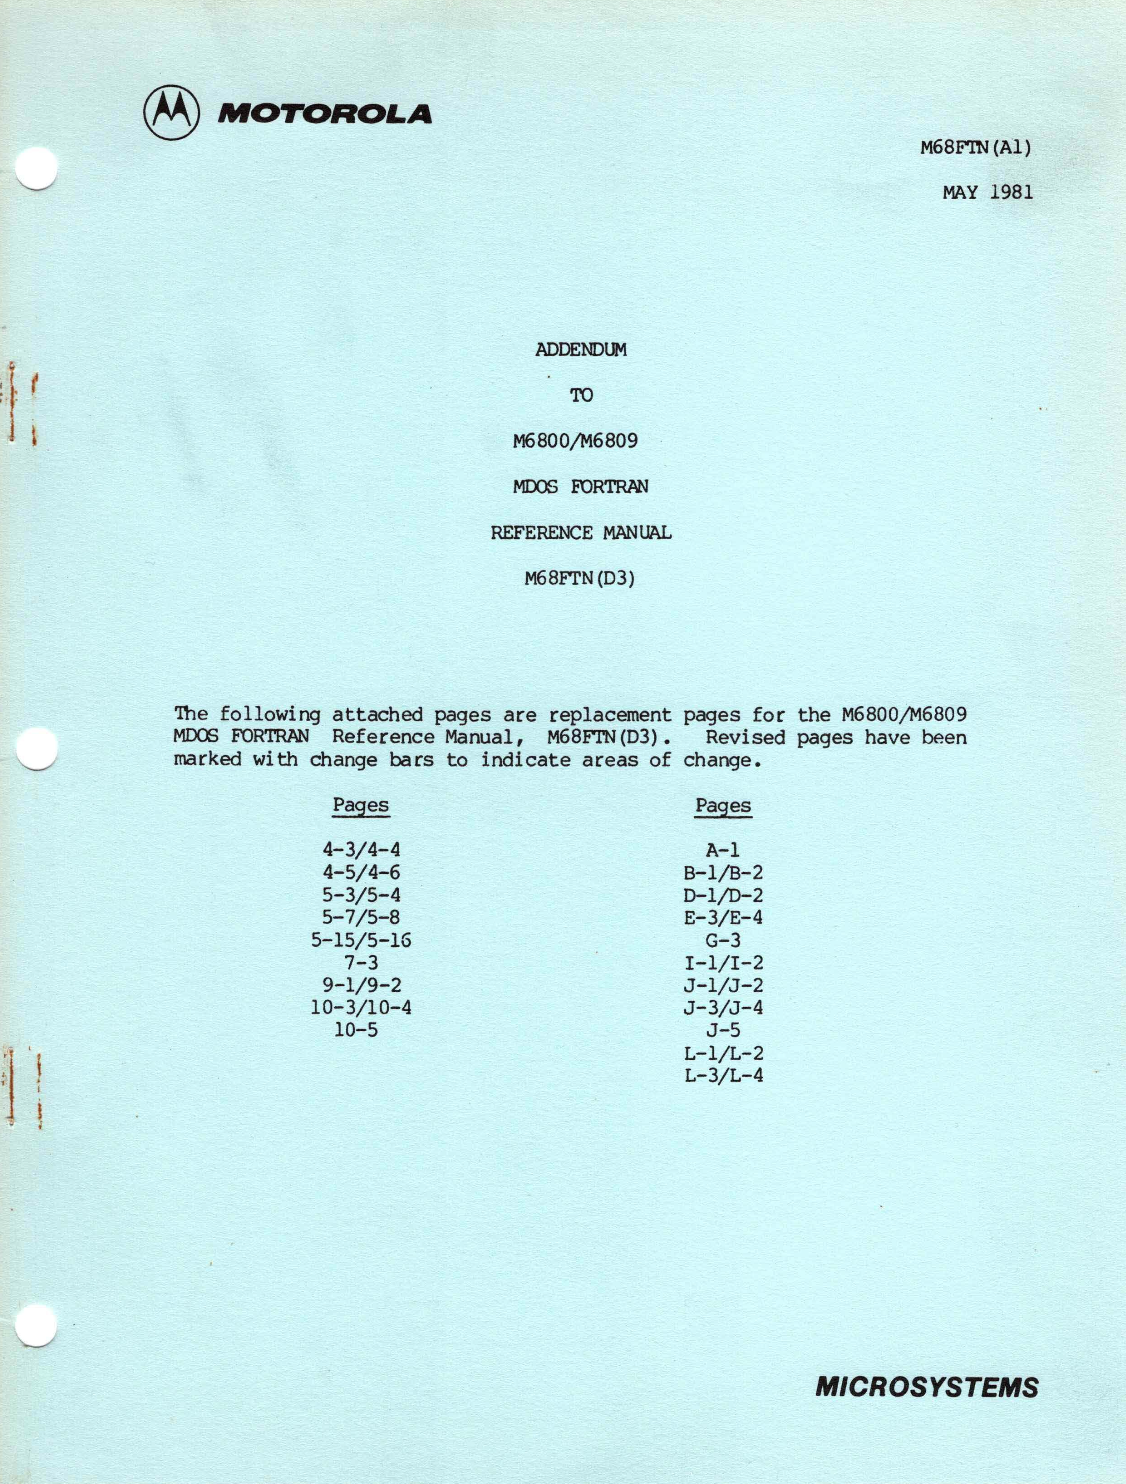 MOTOROLA
M68FTN(A1)
MAY 1981
ADDENDUM
TO
M6800/M6809
MDOS FORTRAN
REFERENCE MANUAL
M68FTN(D3)
The following attached pages are replacement pages for the M6800/M6809
MDOS FORTRAN Reference Manual, M68FTN(D3). Revised pages have been
marked with change bars to indicate areas of change.
Pages
4-3/4-4
4-5/4-6
5-3/5-4
5-7/5-8
5-15/5-16
7-3
9-1/9-2
10-3/10-4
10-5
Pages
A-1
B-1/B-2
D-1/D-2
E-3/E-4
G-3
I-1/I-2
J-1/J-2
J-3/J-4
J-5
L-1/L-2
L-3/L-4
MICROSYSTEMS